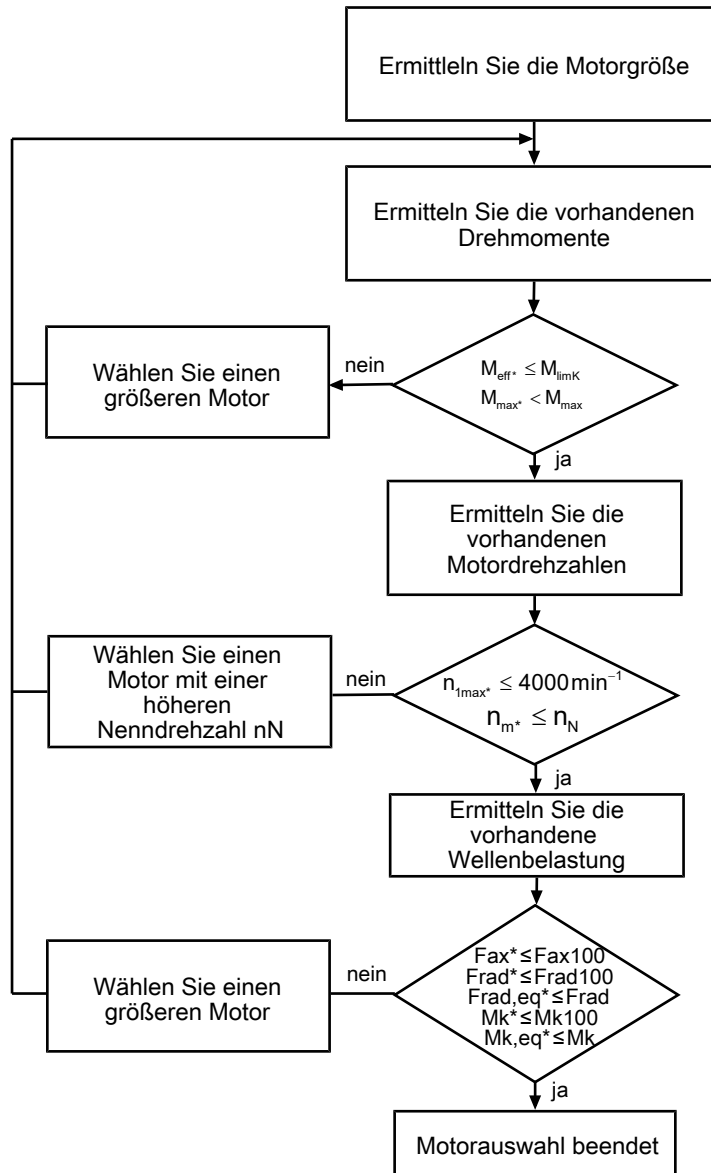 Ermittleln Sie die Motorgröße
Ermitteln Sie die vorhandenen
Drehmomente
Wählen Sie einen
größeren Motor
nein
M_eff* ≤ M_limK
M_max* < M_max
ja
Ermitteln Sie die
vorhandenen
Motordrehzahlen
Wählen Sie einen
Motor mit einer
höheren
Nenndrehzahl nN
nein
n_1max* ≤ 4000 min⁻¹
n_m* ≤ n_N
ja
Ermitteln Sie die
vorhandene
Wellenbelastung
Wählen Sie einen
größeren Motor
nein
Fax*≤Fax100
Frad*≤Frad100
Frad,eq*≤Frad
Mk*≤Mk100
Mk,eq*≤Mk
ja
Motorauswahl beendet